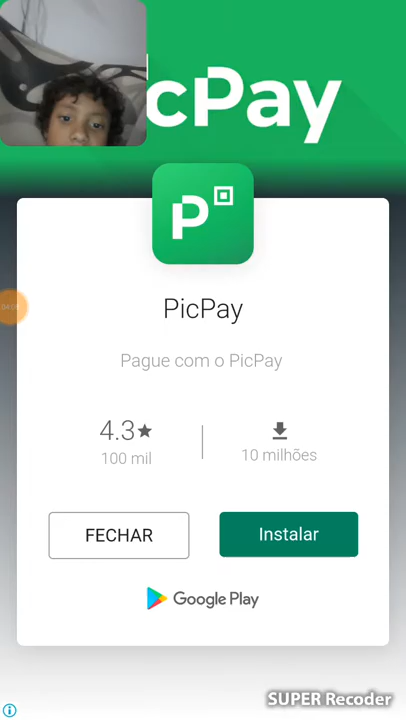 cPay
P
PicPay
Pague com o PicPay
4.3★
100 mil
10 milhões
FECHAR
Instalar
Google Play
SUPER Recoder